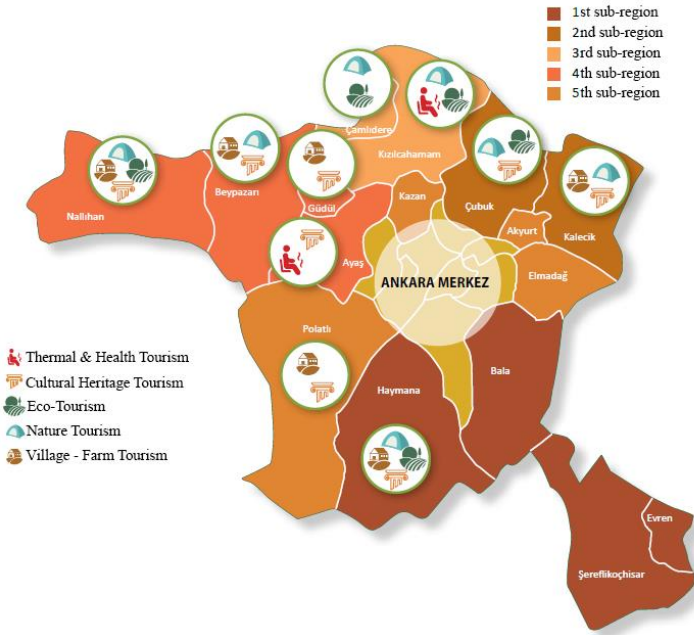 1st sub-region
2nd sub-region
3rd sub-region
4th sub-region
5th sub-region
Çamlıdere
Kızılcahamam
Nallıhan
Beypazarı
Güdül
Kazan
Çubuk
Akyurt
Kalecik
Ayaş
ANKARA MERKEZ
Elmadağ
Polatlı
Haymana
Bala
Thermal & Health Tourism
Cultural Heritage Tourism
Eco-Tourism
Nature Tourism
Village - Farm Tourism
Evren
Şereflikoçhisar